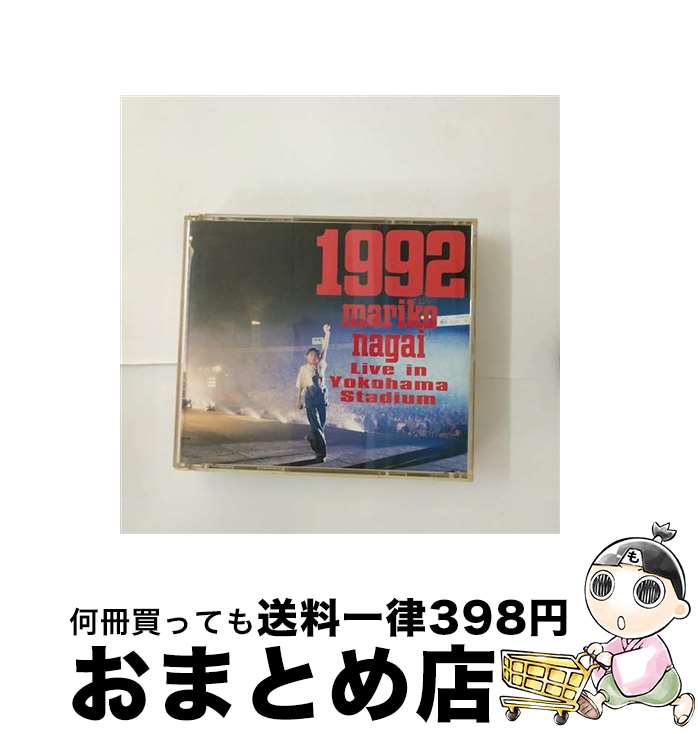 1992
mariko
nagai
Live in
Yokohama
Stadium
も
何冊買っても送料一律398円
おまとめ店